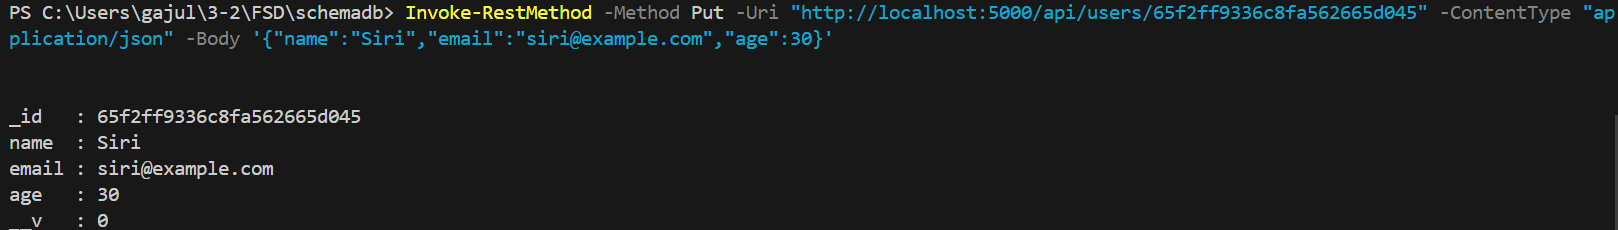 PS C:\Users\gajul\3-2\FSD\schemadb> Invoke-RestMethod -Method Put -Uri "http://localhost:5000/api/users/65f2ff9336c8fa562665d045" -ContentType "ap
plication/json" -Body '{"name":"Siri","email":"siri@example.com","age":30}'
_id   : 65f2ff9336c8fa562665d045
name  : Siri
email : siri@example.com
age   : 30
__v   : 0